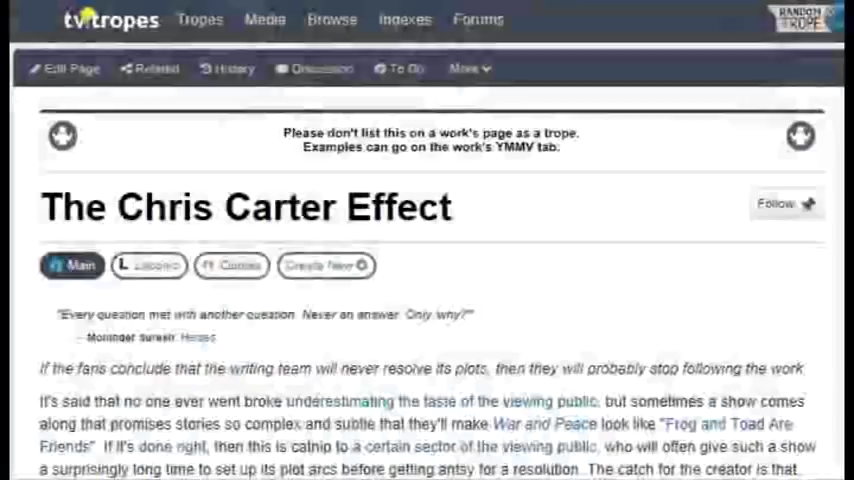 tv tropes Tropes Media Browse Indexes Forums RANDOM TROPE
Edit Page Related History Discussion To Do More
Please don't list this on a work's page as a trope.
Examples can go on the work's YMMV tab.
The Chris Carter Effect
Follow
Main Laconic Quotes Create New
"Every question met with another question. Never an answer. Only 'why?'"
— Mohinder Suresh, Heroes
If the fans conclude that the writing team will never resolve its plots, then they will probably stop following the work.
It's said that no one ever went broke underestimating the taste of the viewing public, but sometimes a show comes
along that promises stories so complex and subtle that they'll make War and Peace look like "Frog and Toad Are
Friends". If it's done right, then this is catnip to a certain sector of the viewing public, who will often give such a show
a surprisingly long time to set up its plot arcs before getting antsy for a resolution. The catch for the creator is that,